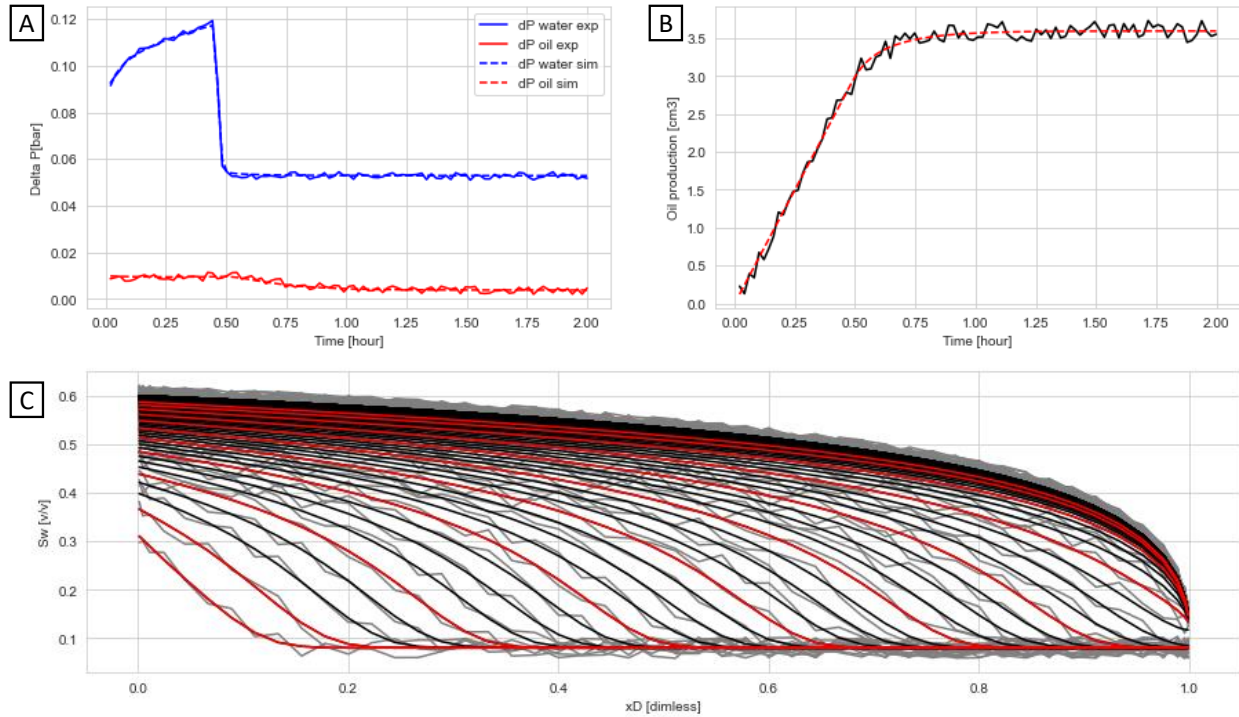 A
0.12
0.10
0.08
0.06
0.04
0.02
0.00
Delta P[bar]
0.00 0.25 0.50 0.75 1.00 1.25 1.50 1.75 2.00
Time [hour]
dP water exp
dP oil exp
dP water sim
dP oil sim
B
3.5
3.0
2.5
2.0
1.5
1.0
0.5
0.0
Oil production [cm3]
0.00 0.25 0.50 0.75 1.00 1.25 1.50 1.75 2.00
Time [hour]
C
0.6
0.5
0.4
0.3
0.2
0.1
Sw [v/v]
0.0 0.2 0.4 0.6 0.8 1.0
xD [dimless]